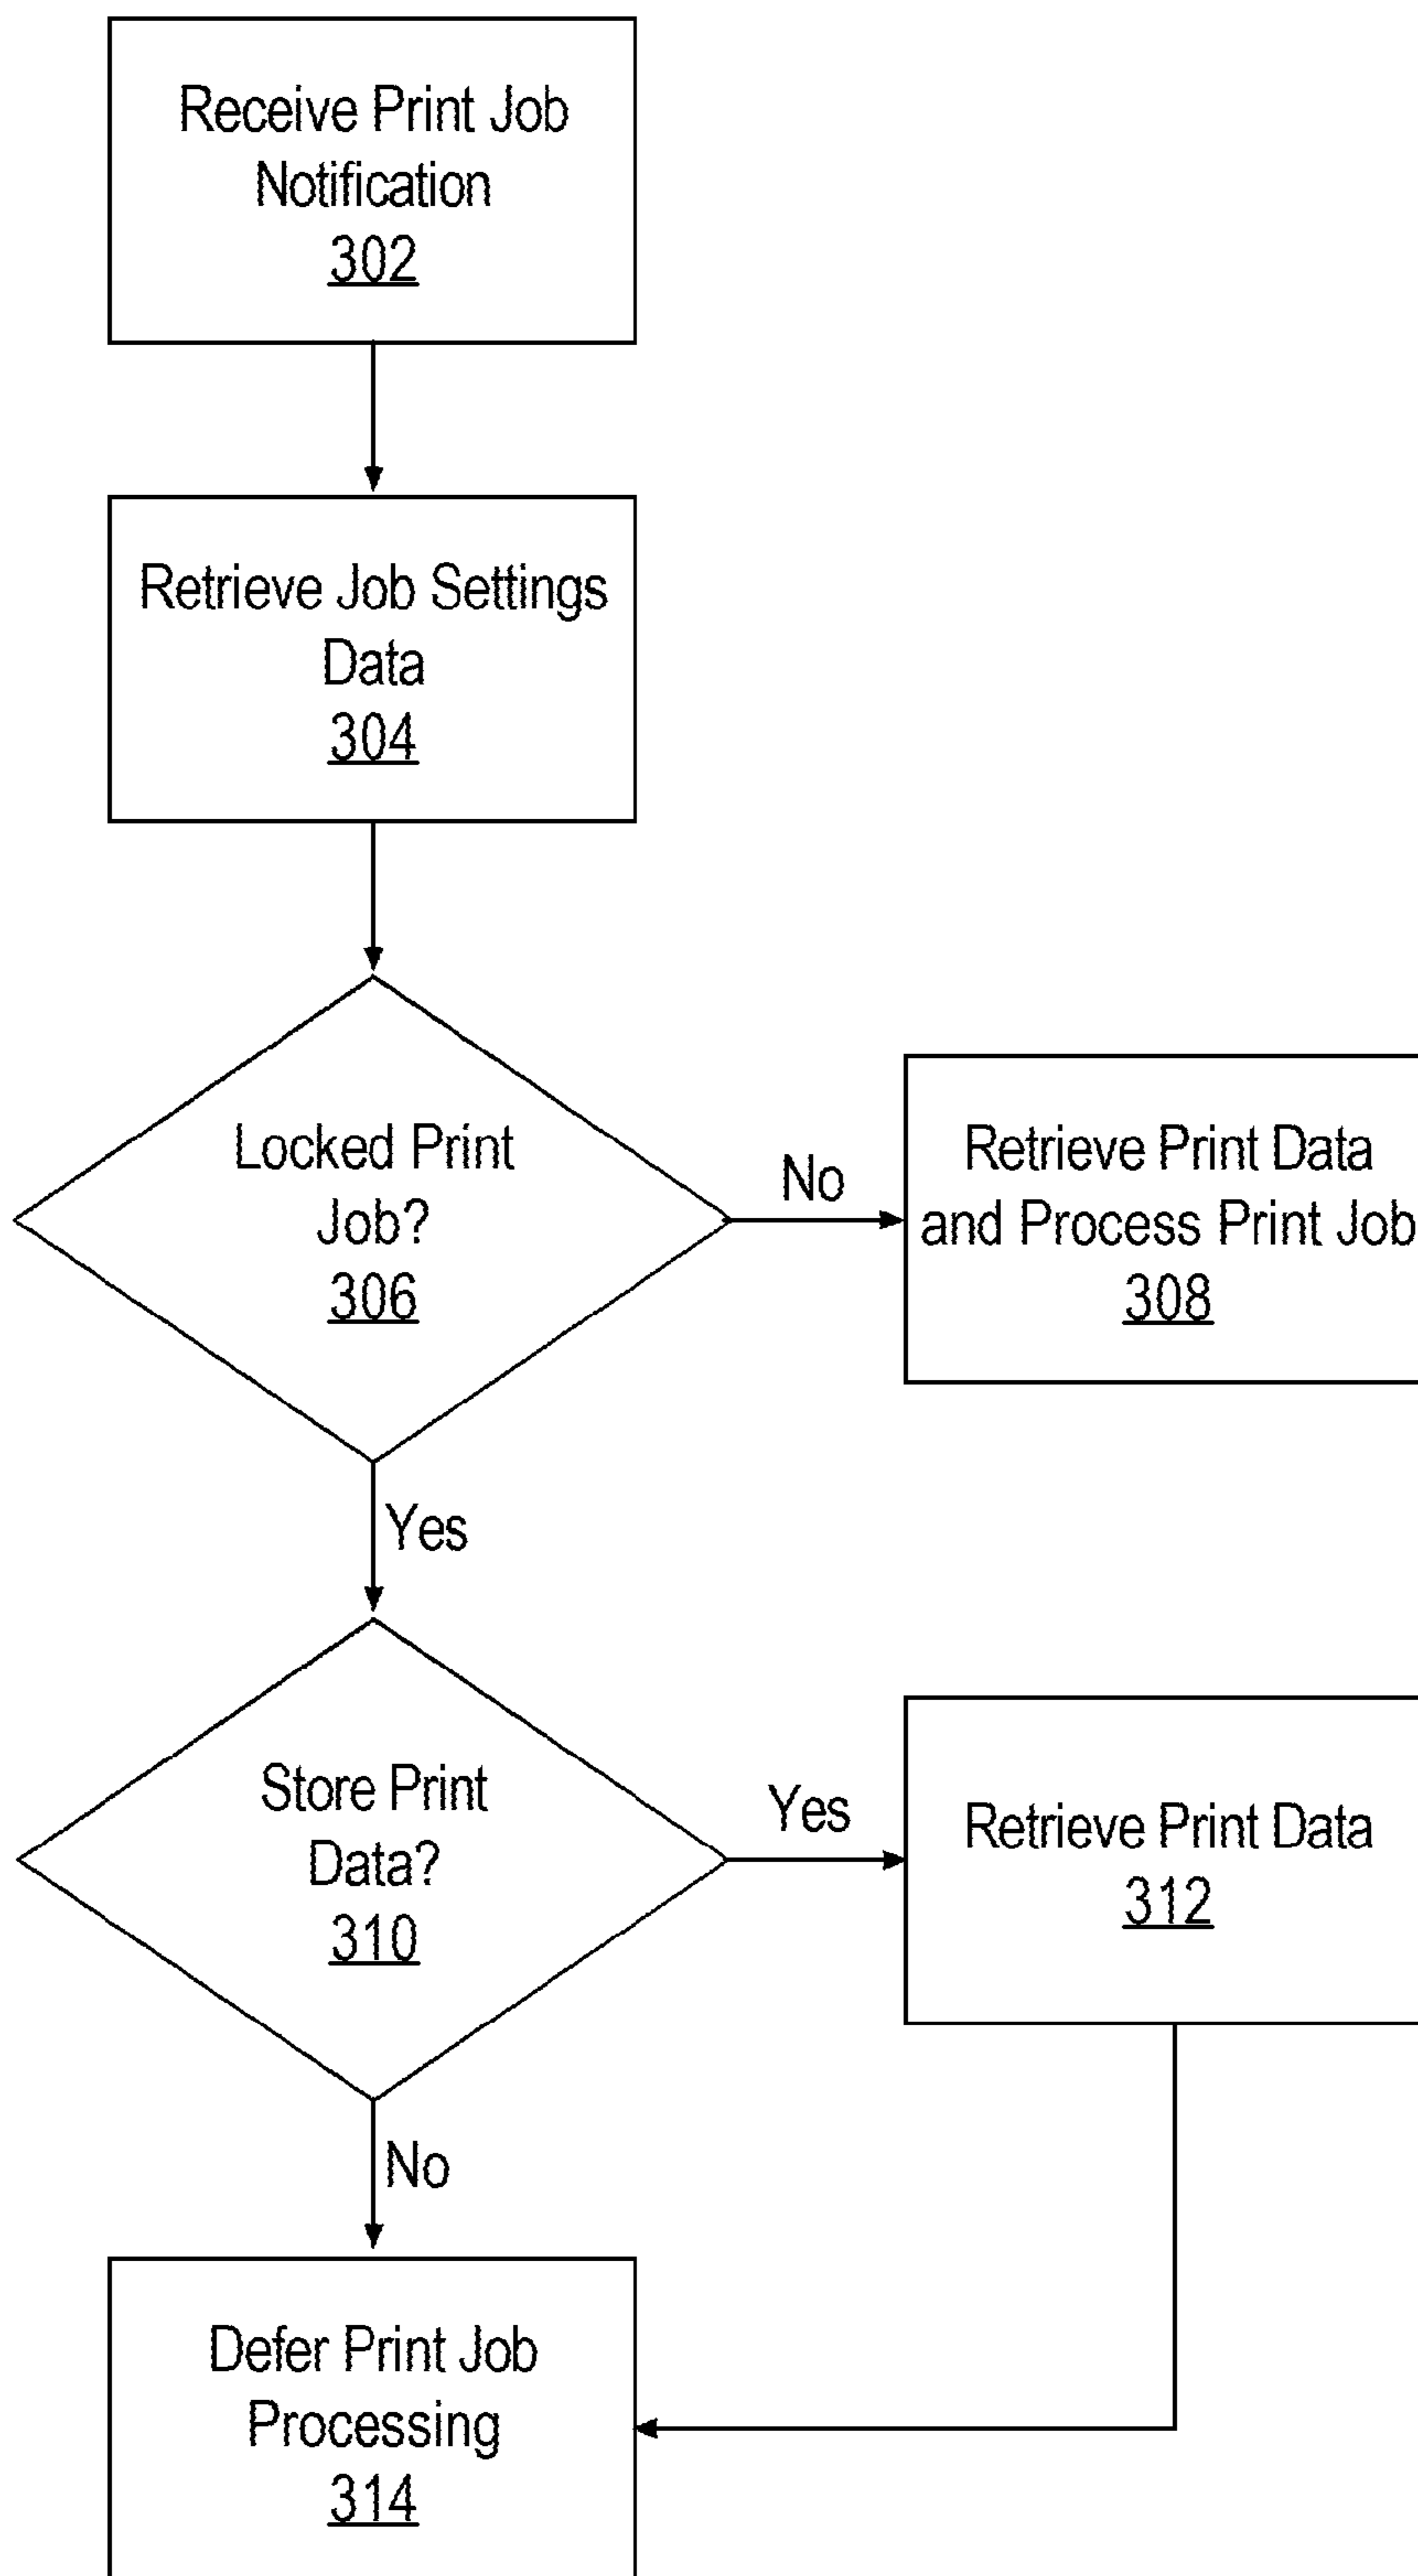 Receive Print Job
Notification
302
Retrieve Job Settings
Data
304
Locked Print
Job?
306
No
Retrieve Print Data
and Process Print Job
308
Yes
Store Print
Data?
310
Yes
Retrieve Print Data
312
No
Defer Print Job
Processing
314